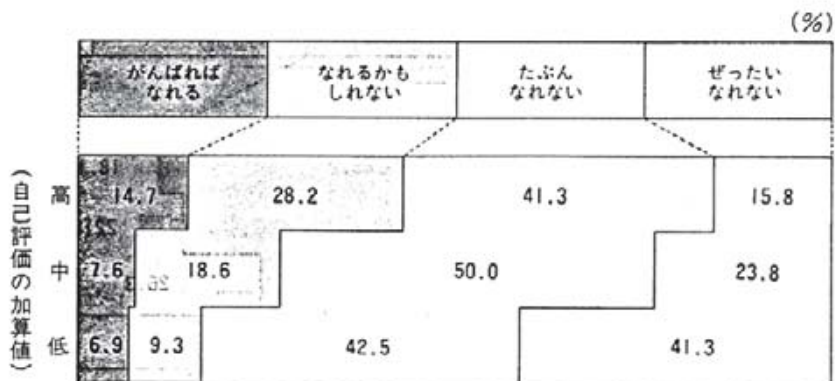 (%)
がんばれば
なれる
なれるかも
しれない
たぶん
なれない
ぜったい
なれない
(自己評価の加算値)
高
14.7
28.2
41.3
15.8
中
7.6
18.6
50.0
23.8
低
6.9
9.3
42.5
41.3